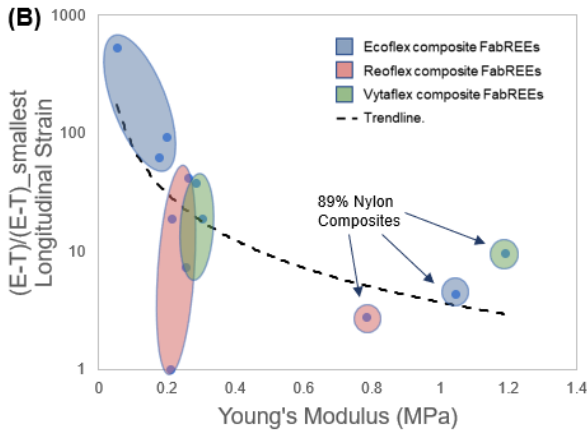 (B)
1000
100
10
1
(E-T)/(E-T)_smallest
Longitudinal Strain
Ecoflex composite FabREEs
Reoflex composite FabREEs
Vytaflex composite FabREEs
Trendline.
89% Nylon
Composites
0 0.2 0.4 0.6 0.8 1 1.2 1.4
Young's Modulus (MPa)